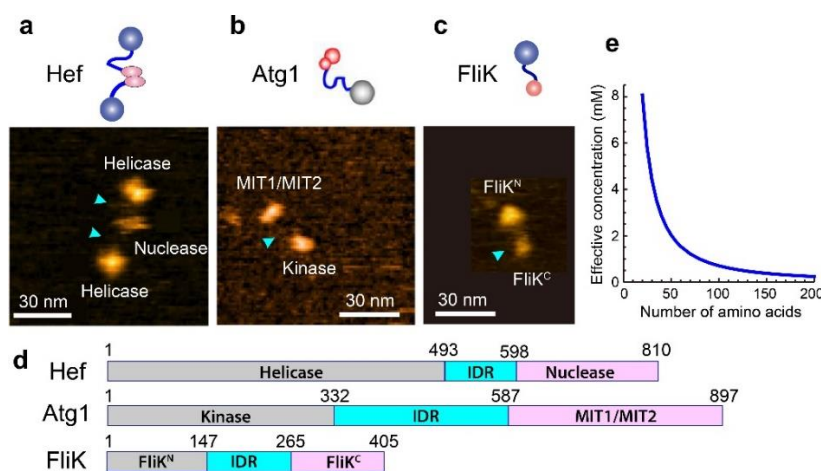 a
Hef
Helicase
Nuclease
Helicase
30 nm
b
Atg1
MIT1/MIT2
Kinase
30 nm
c
FliK
FliKᴺ
FliKᶜ
30 nm
e
Effective concentration (mM)
8
6
4
2
0
0 50 100 150 200
Number of amino acids
d
1 493 598 810
Hef Helicase IDR Nuclease
1 332 587 897
Atg1 Kinase IDR MIT1/MIT2
1 147 265 405
FliK FliKᴺ IDR FliKᶜ